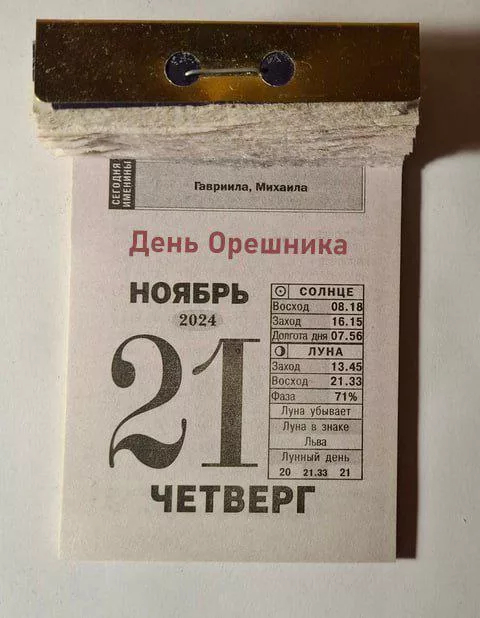 СЕГОДНЯ
ИМЕНИНЫ
Гавриила, Михаила
День Орешника
НОЯБРЬ
2024
21
ЧЕТВЕРГ
СОЛНЦЕ
Восход 08.18
Заход 16.15
Долгота дня 07.56
ЛУНА
Заход 13.45
Восход 21.33
Фаза 71%
Луна убывает
Луна в знаке
Льва
Лунный день
20 21.33 21